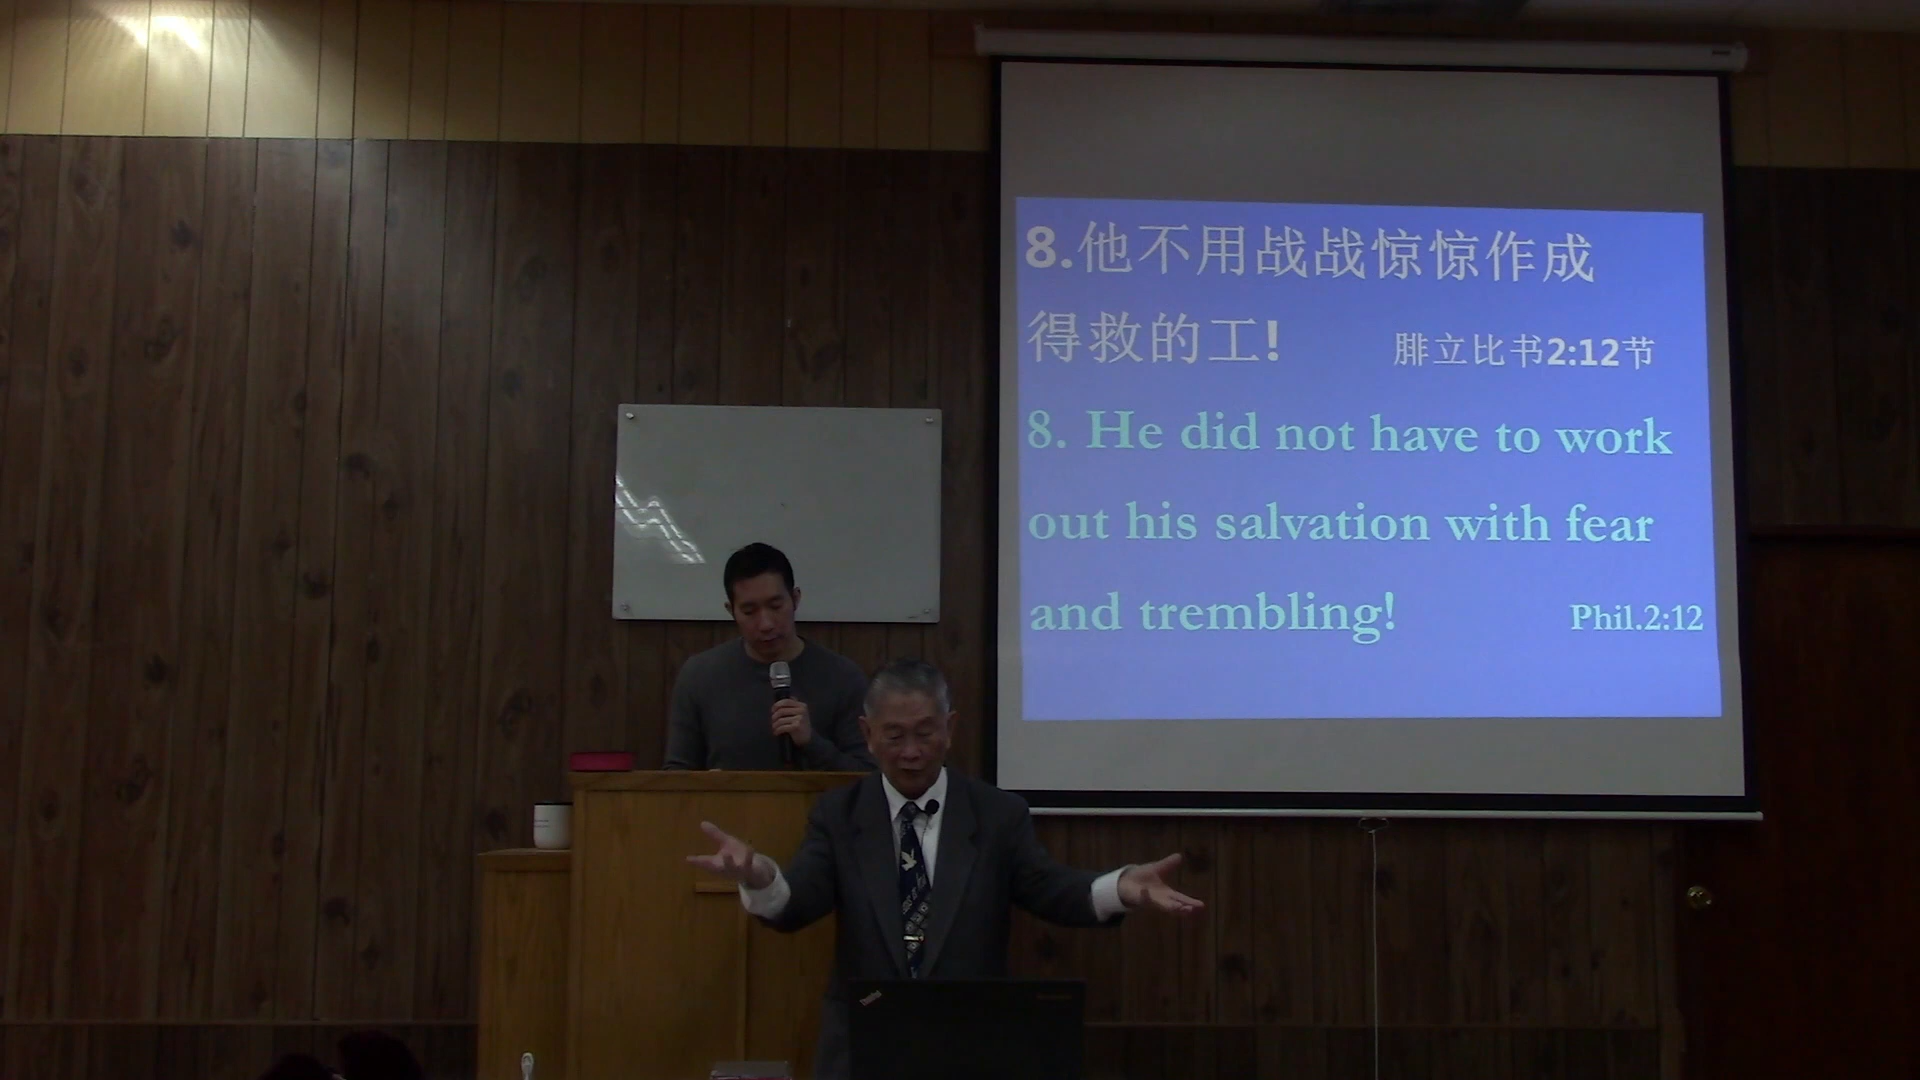 8.他不用战战惊惊作成
得救的工!
腓立比书2:12节
8. He did not have to work
out his salvation with fear
and trembling!
Phil.2:12
ThinkPad